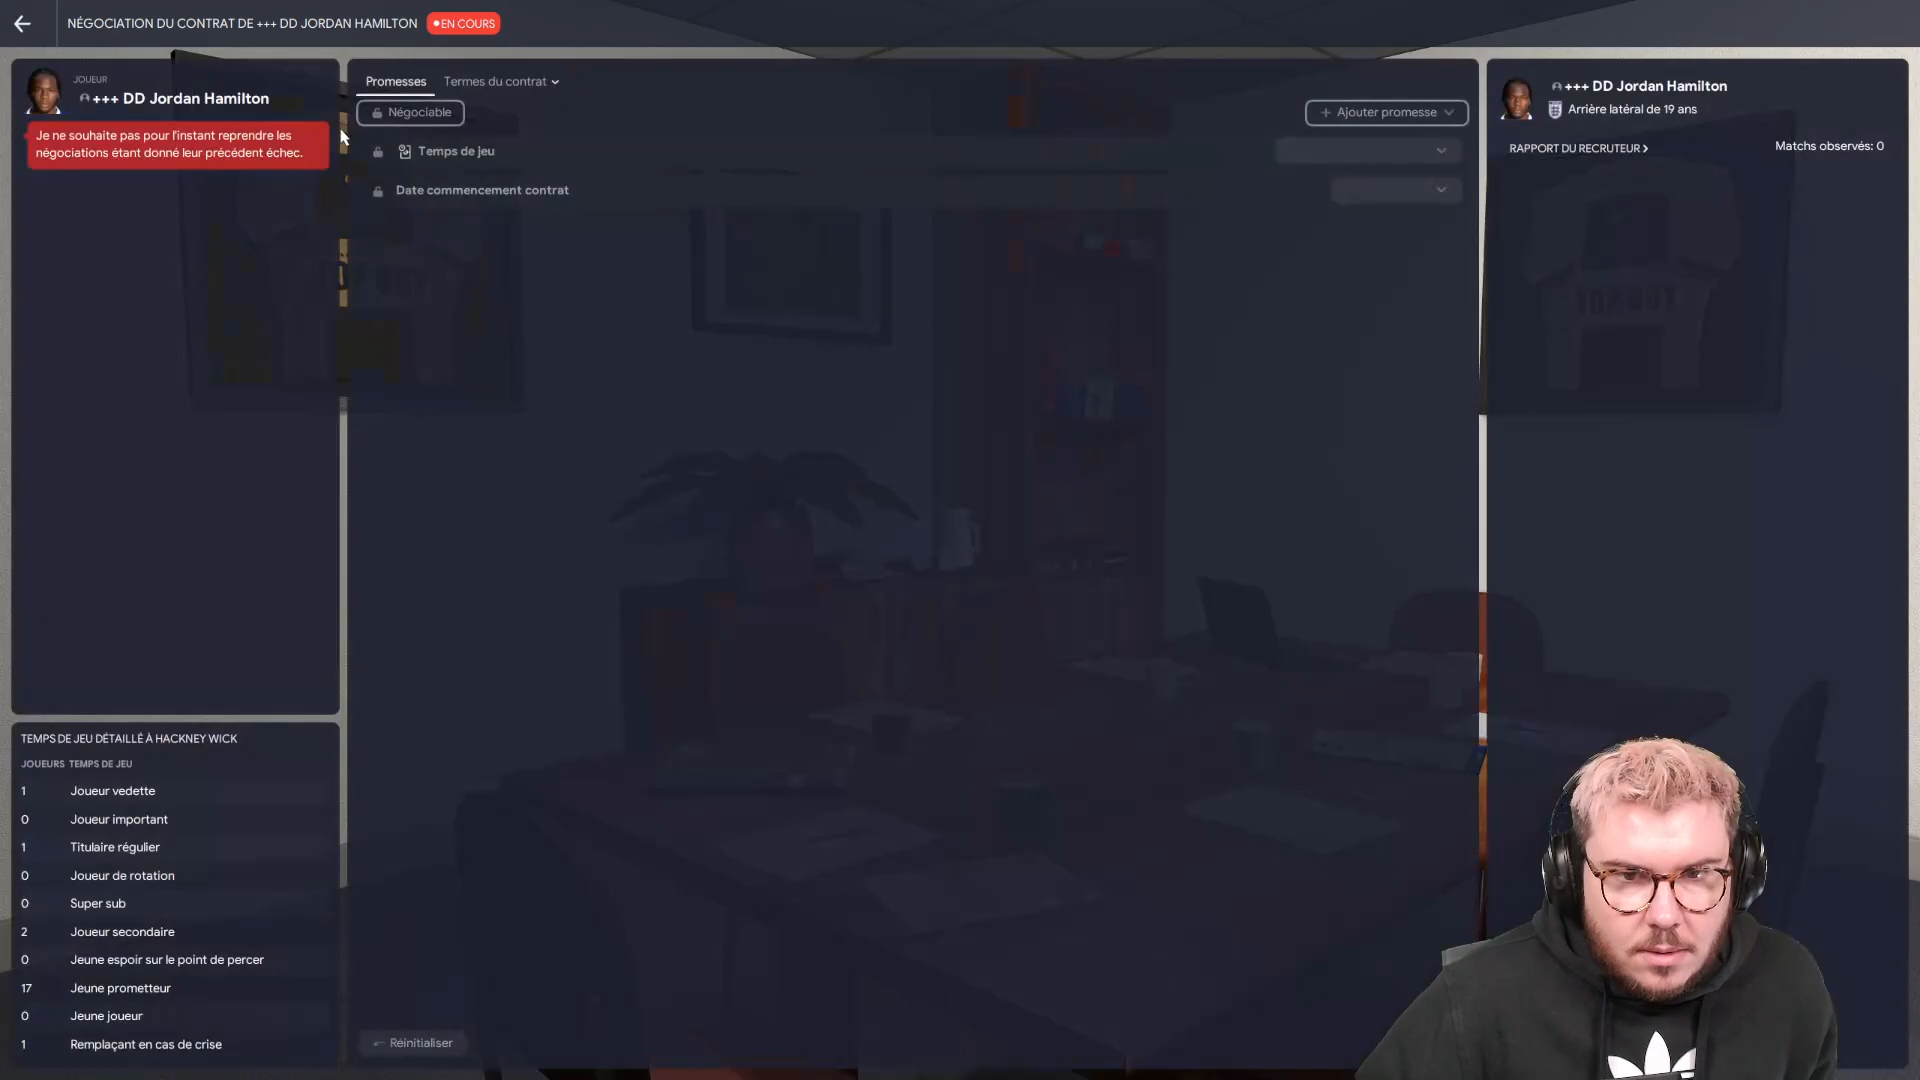 NÉGOCIATION DU CONTRAT DE +++ DD JORDAN HAMILTON
EN COURS
JOUEUR
+++ DD Jordan Hamilton
Je ne souhaite pas pour l'instant reprendre les
négociations étant donné leur précédent échec.
Promesses
Termes du contrat
Négociable
Ajouter promesse
Temps de jeu
Date commencement contrat
+++ DD Jordan Hamilton
Arrière latéral de 19 ans
RAPPORT DU RECRUTEUR
Matchs observés: 0
TEMPS DE JEU DÉTAILLÉ À HACKNEY WICK
JOUEURS TEMPS DE JEU
1 Joueur vedette
0 Joueur important
1 Titulaire régulier
0 Joueur de rotation
0 Super sub
2 Joueur secondaire
0 Jeune espoir sur le point de percer
17 Jeune prometteur
0 Jeune joueur
1 Remplaçant en cas de crise
Réinitialiser